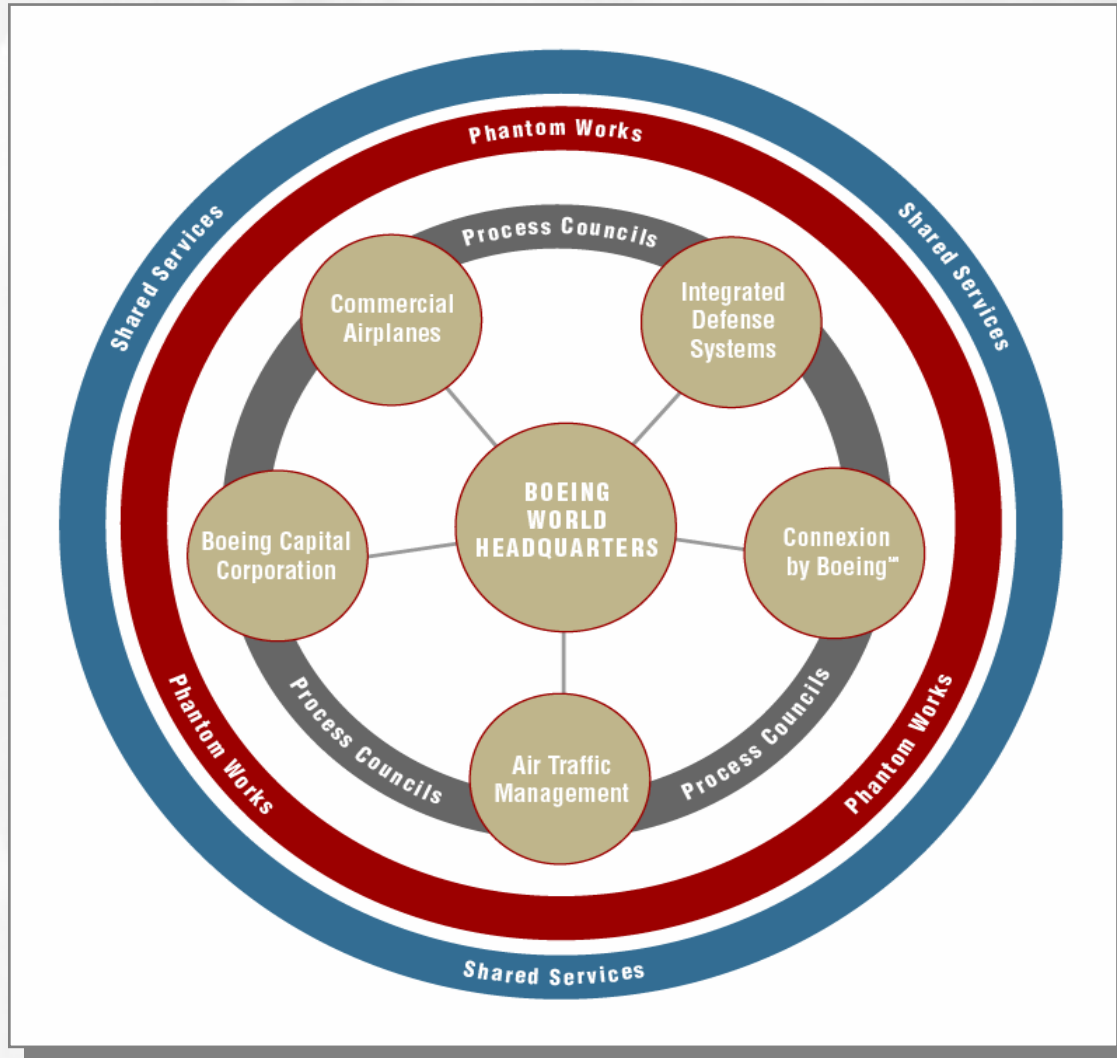 Phantom Works
Shared Services
Shared Services
Process Councils
Commercial
Airplanes
Integrated
Defense
Systems
BOEING
WORLD
HEADQUARTERS
Boeing Capital
Corporation
Connexion
by Boeing℠
Phantom Works
Process Councils
Air Traffic
Management
Process Councils
Phantom Works
Shared Services